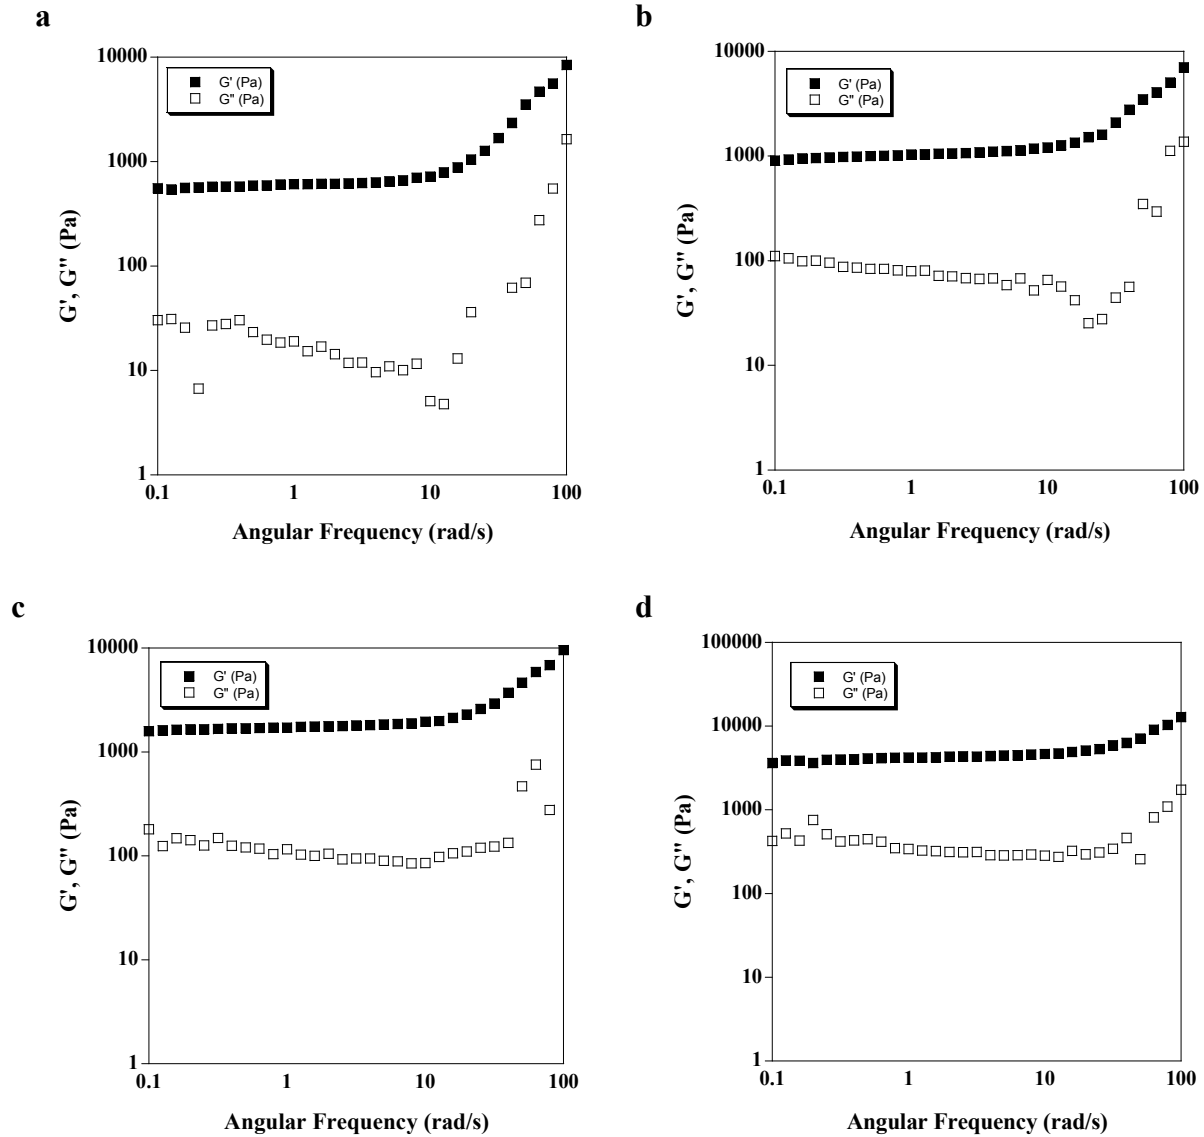 a
10000
1000
100
10
1
G', G" (Pa)
G' (Pa)
G" (Pa)
0.1 1 10 100
Angular Frequency (rad/s)
b
10000
1000
100
10
1
G', G" (Pa)
G' (Pa)
G" (Pa)
0.1 1 10 100
Angular Frequency (rad/s)
c
10000
1000
100
10
1
G', G" (Pa)
G' (Pa)
G" (Pa)
0.1 1 10 100
Angular Frequency (rad/s)
d
100000
10000
1000
100
10
1
G', G" (Pa)
G' (Pa)
G" (Pa)
0.1 1 10 100
Angular Frequency (rad/s)